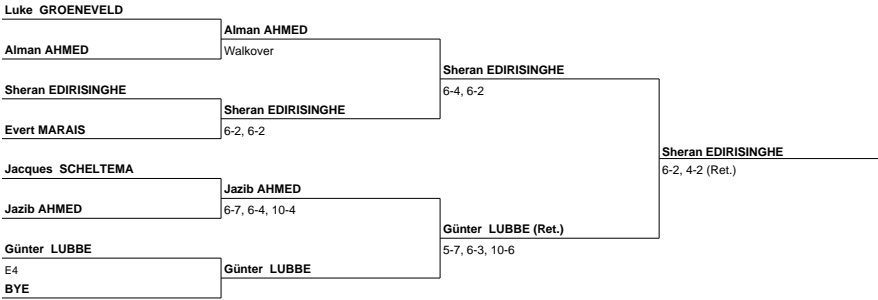 Luke GROENEVELD
Alman AHMED
Alman AHMED
Walkover
Sheran EDIRISINGHE
6-4, 6-2
Sheran EDIRISINGHE
Sheran EDIRISINGHE
Evert MARAIS
6-2, 6-2
Sheran EDIRISINGHE
6-2, 4-2 (Ret.)
Jacques SCHELTEMA
Jazib AHMED
Jazib AHMED
6-7, 6-4, 10-4
Günter LUBBE (Ret.)
5-7, 6-3, 10-6
Günter LUBBE
E4
Günter LUBBE
BYE